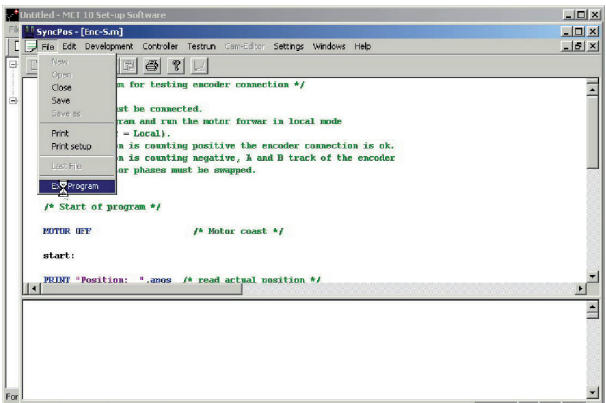 Untitled - MCT 10 Set-up Software
SyncPos - [Enc-S.m]
File Edit Development Controller Testrun Cam-Editor Settings Windows Help
New
Open
Close
Save
Save as
Print
Print setup
Last File
Program
m for testing encoder connection */
st be connected.
ram and run the motor forwar in local mode
= Local).
on is counting positive the encoder connection is ok.
on is counting negative, A and B track of the encoder
or phases must be swapped.
/* Start of program */
MOTOR OFF /* Motor coast */
start:
PRINT "Position: ",apos /* read actual position */
For